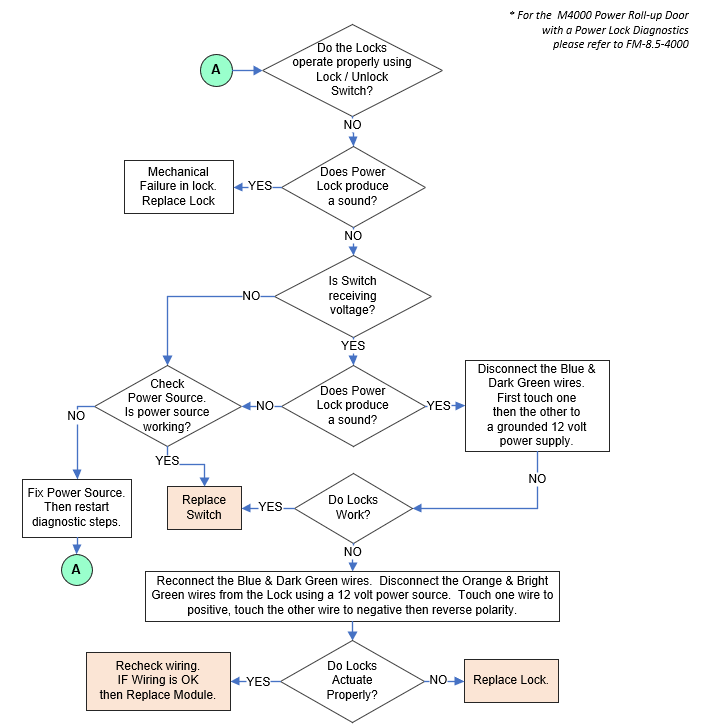 * For the  M4000 Power Roll-up Door
with a Power Lock Diagnostics
please refer to FM-8.5-4000
A
Do the Locks
operate properly using
Lock / Unlock
Switch?
NO
Does Power
Lock produce
a sound?
YES
Mechanical
Failure in lock.
Replace Lock
NO
Is Switch
receiving
voltage?
NO
YES
Check
Power Source.
Is power source
working?
NO
Does Power
Lock produce
a sound?
YES
Disconnect the Blue &
Dark Green wires.
First touch one
then the other to
a grounded 12 volt
power supply.
NO
YES
NO
Fix Power Source.
Then restart
diagnostic steps.
A
Replace
Switch
YES
Do Locks
Work?
NO
Reconnect the Blue & Dark Green wires.  Disconnect the Orange & Bright
Green wires from the Lock using a 12 volt power source.  Touch one wire to
positive, touch the other wire to negative then reverse polarity.
Recheck wiring.
IF Wiring is OK
then Replace Module.
YES
Do Locks
Actuate
Properly?
NO
Replace Lock.